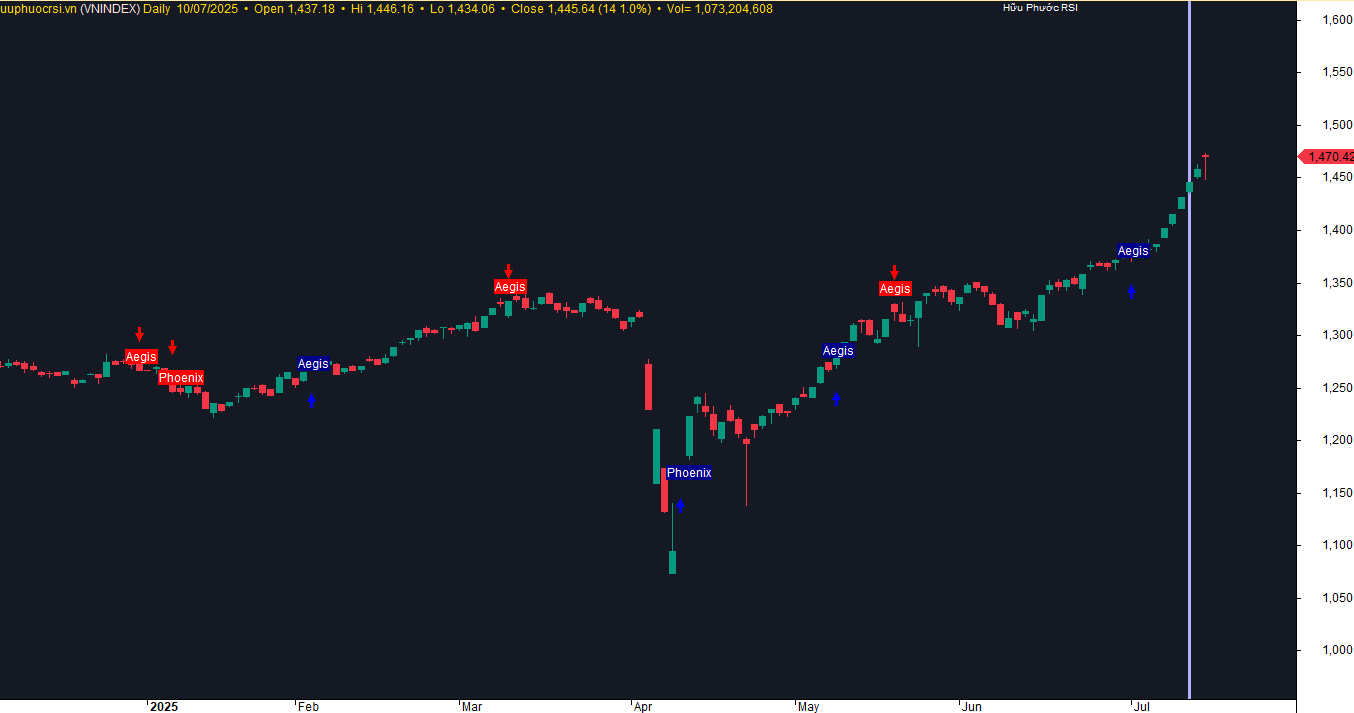 uuphuocrsi.vn (VNINDEX) Daily 10/07/2025 • Open 1,437.18 • Hi 1,446.16 • Lo 1,434.06 • Close 1,445.64 (14 1.0%) • Vol= 1,073,204,608
Hữu Phước RSI
1,600
1,550
1,500
1,470.42
1,450
1,400
Aegis
1,350
Aegis
Aegis
1,300
Aegis
Aegis
Aegis
Phoenix
1,250
1,200
Phoenix
1,150
1,100
1,050
1,000
2025 Feb Mar Apr May Jun Jul